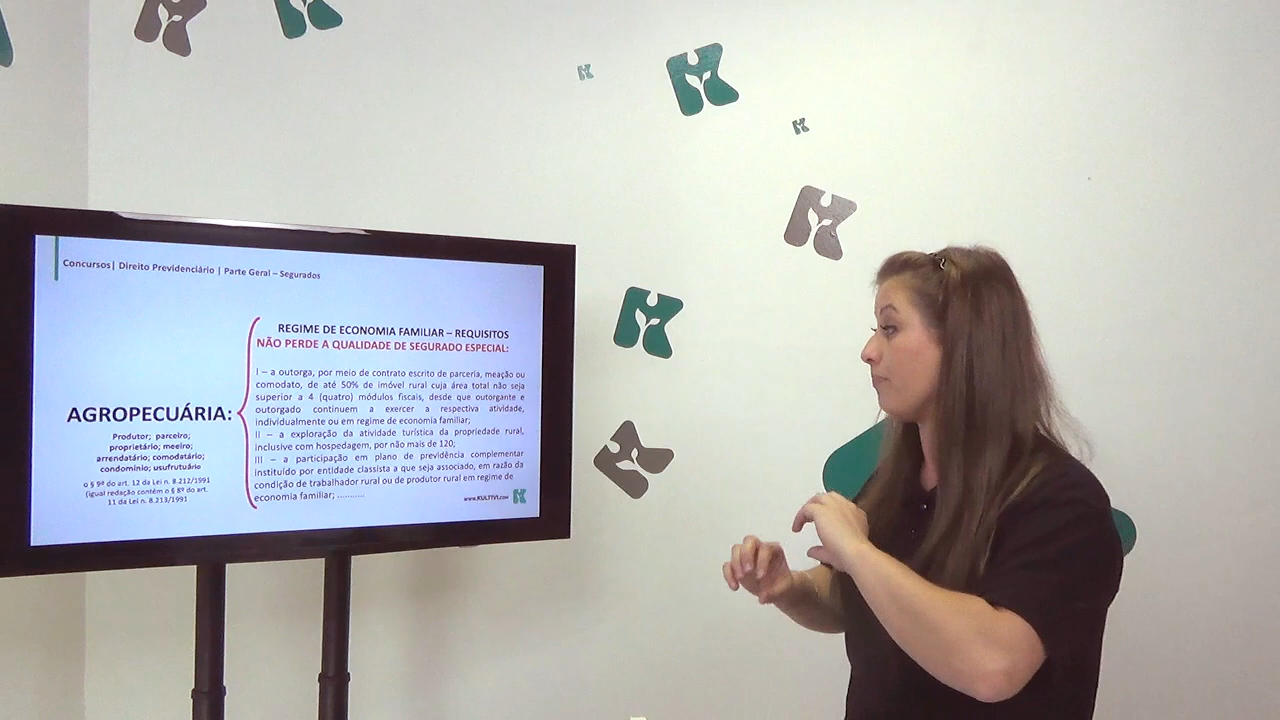 Concursos| Direito Previdenciário | Parte Geral – Segurados
REGIME DE ECONOMIA FAMILIAR – REQUISITOS
NÃO PERDE A QUALIDADE DE SEGURADO ESPECIAL:
I – a outorga, por meio de contrato escrito de parceria, meação ou
comodato, de até 50% de imóvel rural cuja área total não seja
superior a 4 (quatro) módulos fiscais, desde que outorgante e
outorgado continuem a exercer a respectiva atividade,
individualmente ou em regime de economia familiar;
II – a exploração da atividade turística da propriedade rural,
inclusive com hospedagem, por não mais de 120;
III – a participação em plano de previdência complementar
instituído por entidade classista a que seja associado, em razão da
condição de trabalhador rural ou de produtor rural em regime de
economia familiar; ...........
AGROPECUÁRIA:
Produtor; parceiro;
proprietário; meeiro;
arrendatário; comodatário;
condominio; usufrutuário
o § 9º do art. 12 da Lei n. 8.212/1991
(igual redação contém o § 8º do art.
11 da Lei n. 8.213/1991
www.KULTIVI.com